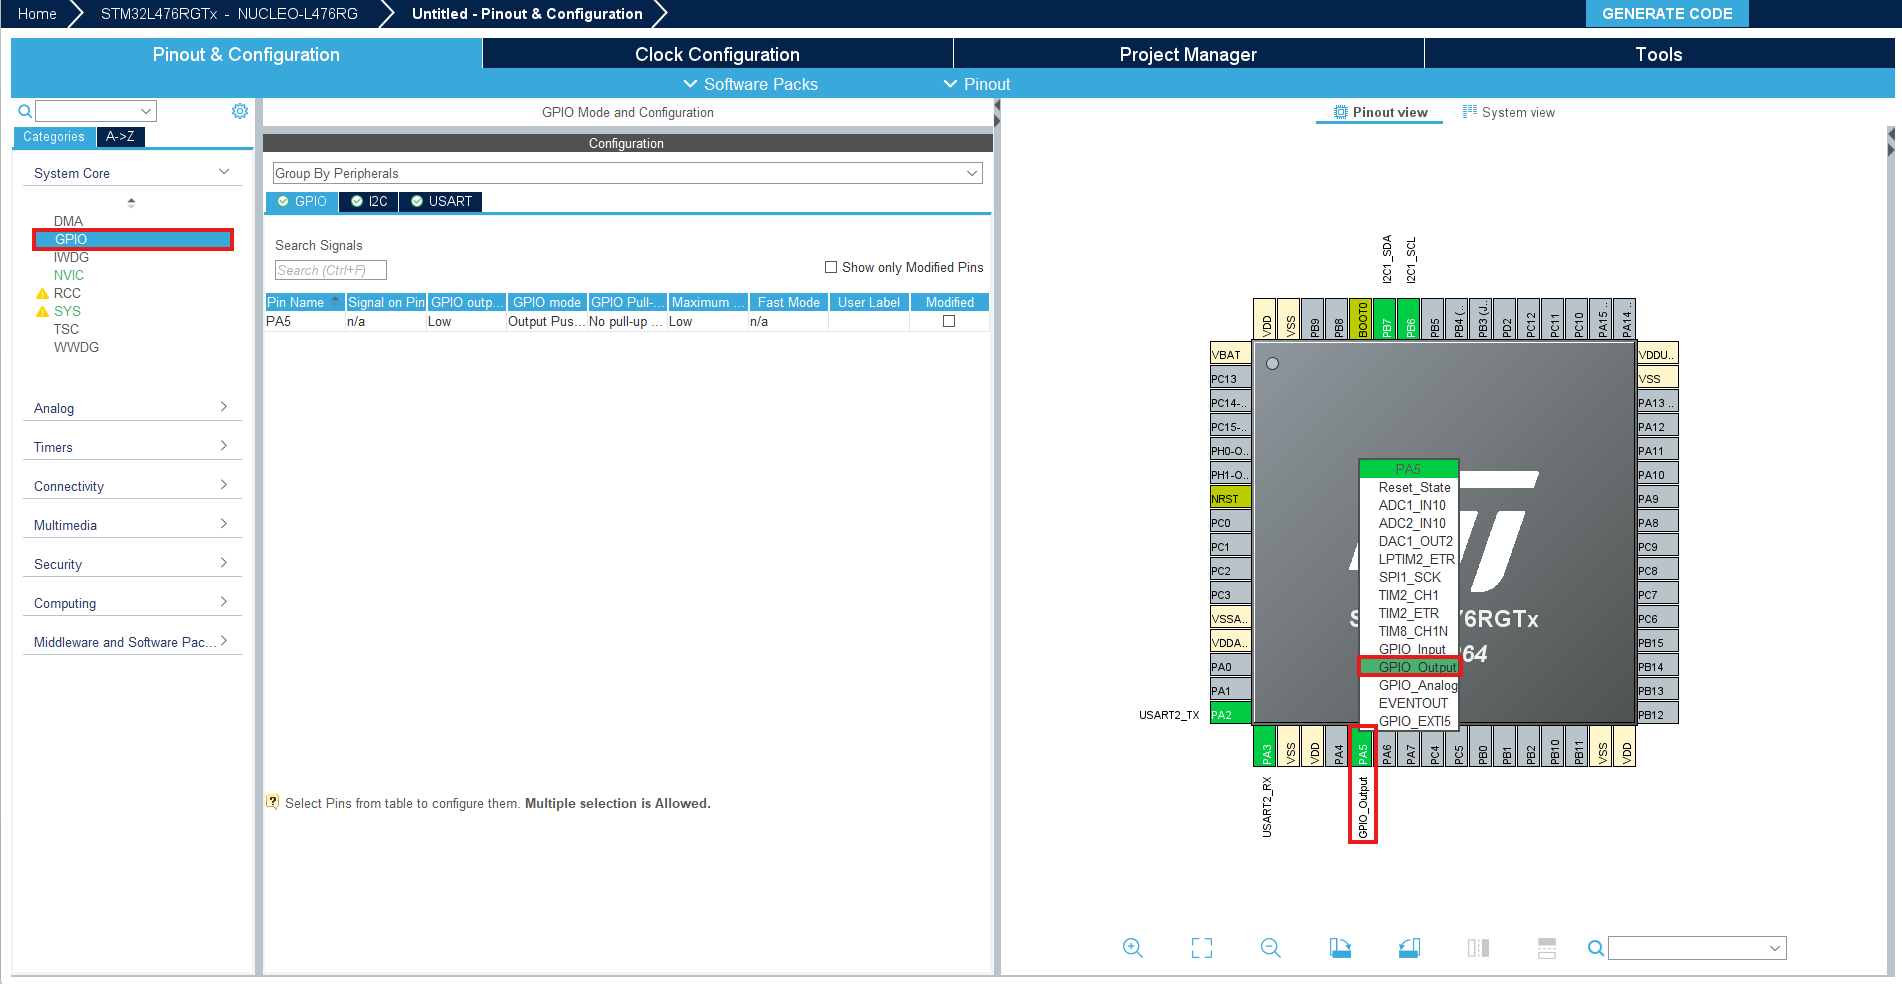 Home
STM32L476RGTx - NUCLEO-L476RG
Untitled - Pinout & Configuration
GENERATE CODE
Pinout & Configuration
Clock Configuration
Project Manager
Tools
Software Packs
Pinout
Categories
A->Z
System Core
DMA
GPIO
IWDG
NVIC
RCC
SYS
TSC
WWDG
Analog
Timers
Connectivity
Multimedia
Security
Computing
Middleware and Software Pac...
GPIO Mode and Configuration
Configuration
Group By Peripherals
GPIO
I2C
USART
Search Signals
Search (Ctrl+F)
Show only Modified Pins
Pin Name Signal on Pin GPIO outp... GPIO mode GPIO Pull-... Maximum ... Fast Mode User Label Modified
PA5 n/a Low Output Pus... No pull-up ... Low n/a
Select Pins from table to configure them. Multiple selection is Allowed.
Pinout view
System view
I2C1_SDA
I2C1_SCL
VDD
VSS
PB9
PB8
BOOT0
PB7
PB6
PB5
PB4 (..
PB3 (J..
PD2
PC12
PC11
PC10
PA15 ..
PA14 ..
VBAT
PC13
PC14-..
PC15-..
PH0-O..
PH1-O..
NRST
PC0
PC1
PC2
PC3
VSSA..
VDDA..
PA0
PA1
USART2_TX
PA2
VDDU..
VSS
PA13 ..
PA12
PA11
PA10
PA9
PA8
PC9
PC8
PC7
PC6
PB15
PB14
PB13
PB12
PA5
Reset_State
ADC1_IN10
ADC2_IN10
DAC1_OUT2
LPTIM2_ETR
SPI1_SCK
TIM2_CH1
TIM2_ETR
TIM8_CH1N
GPIO_Input
GPIO_Output
GPIO_Analog
EVENTOUT
GPIO_EXTI5
S
76RGTx
64
PA3
VSS
VDD
PA4
PA5
PA6
PA7
PC4
PC5
PB0
PB1
PB2
PB10
PB11
VSS
VDD
USART2_RX
GPIO_Output